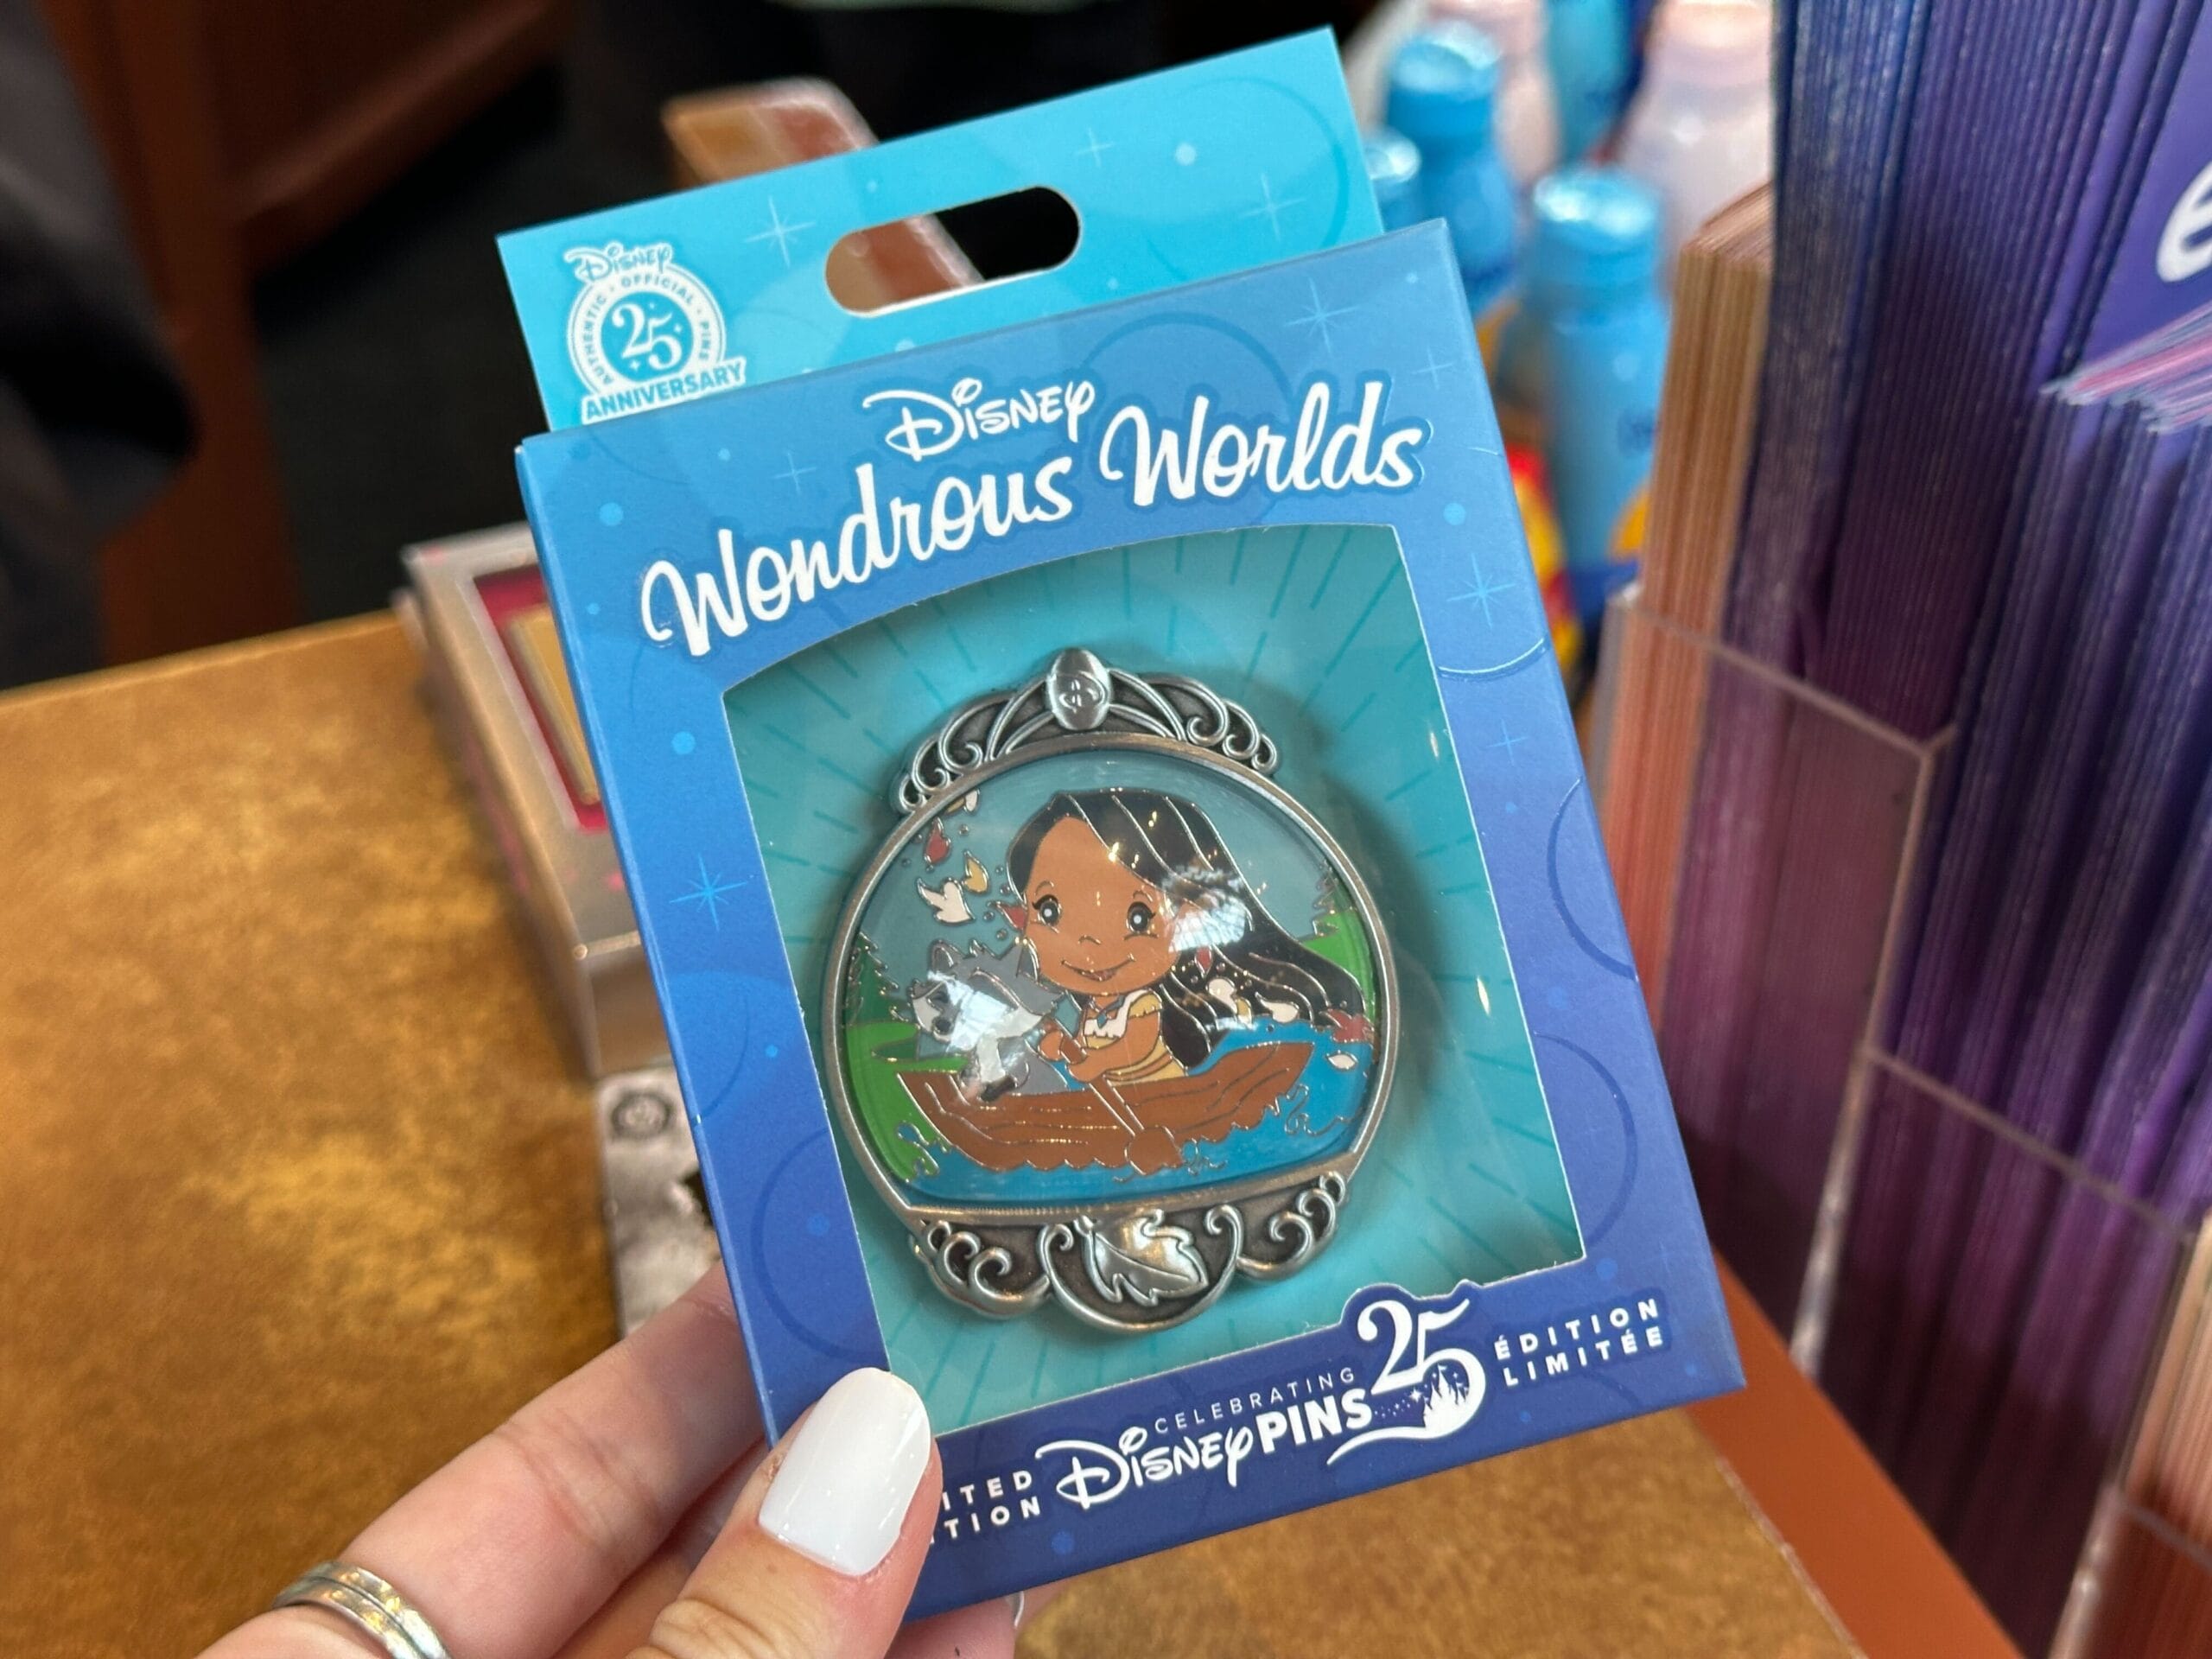 Disney
AUTHENTIC • OFFICIAL • PINS
25
ANNIVERSARY
Disney
Wondrous Worlds
CELEBRATING
Disney PINS 25
ÉDITION
LIMITÉE